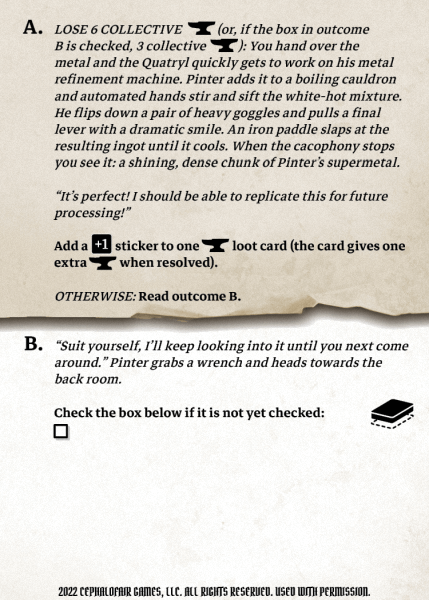 A. LOSE 6 COLLECTIVE (or, if the box in outcome
B is checked, 3 collective ): You hand over the
metal and the Quatryl quickly gets to work on his metal
refinement machine. Pinter adds it to a boiling cauldron
and automated hands stir and sift the white-hot mixture.
He flips down a pair of heavy goggles and pulls a final
lever with a dramatic smile. An iron paddle slaps at the
resulting ingot until it cools. When the cacophony stops
you see it: a shining, dense chunk of Pinter's supermetal.
"It's perfect! I should be able to replicate this for future
processing!"
Add a +1 sticker to one loot card (the card gives one
extra when resolved).
OTHERWISE: Read outcome B.
B. "Suit yourself, I'll keep looking into it until you next come
around." Pinter grabs a wrench and heads towards the
back room.
Check the box below if it is not yet checked:
2022 CEPHALOFAIR GAMES, LLC. ALL RIGHTS RESERVED. USED WITH PERMISSION.